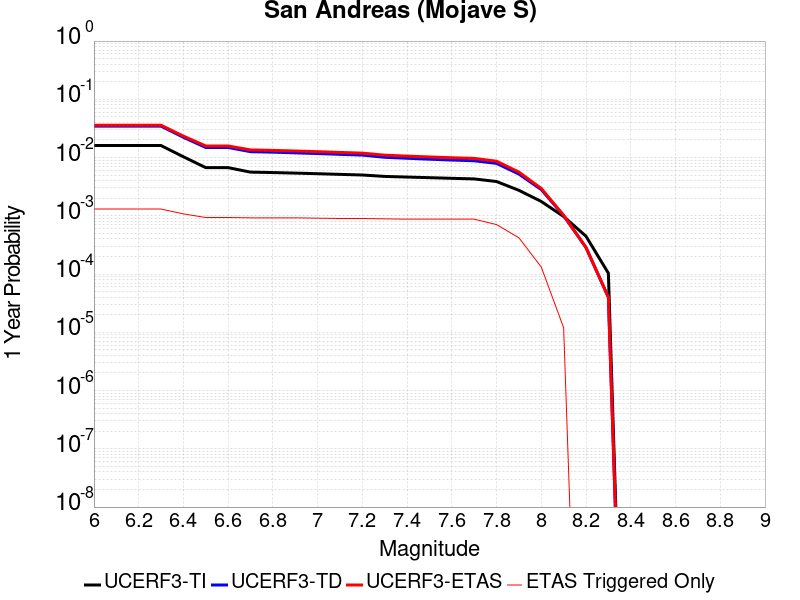 San Andreas (Mojave S)
10^0
10^-1
10^-2
10^-3
10^-4
10^-5
10^-6
10^-7
10^-8
1 Year Probability
6 6.2 6.4 6.6 6.8 7 7.2 7.4 7.6 7.8 8 8.2 8.4 8.6 8.8 9
Magnitude
UCERF3-TI UCERF3-TD UCERF3-ETAS ETAS Triggered Only